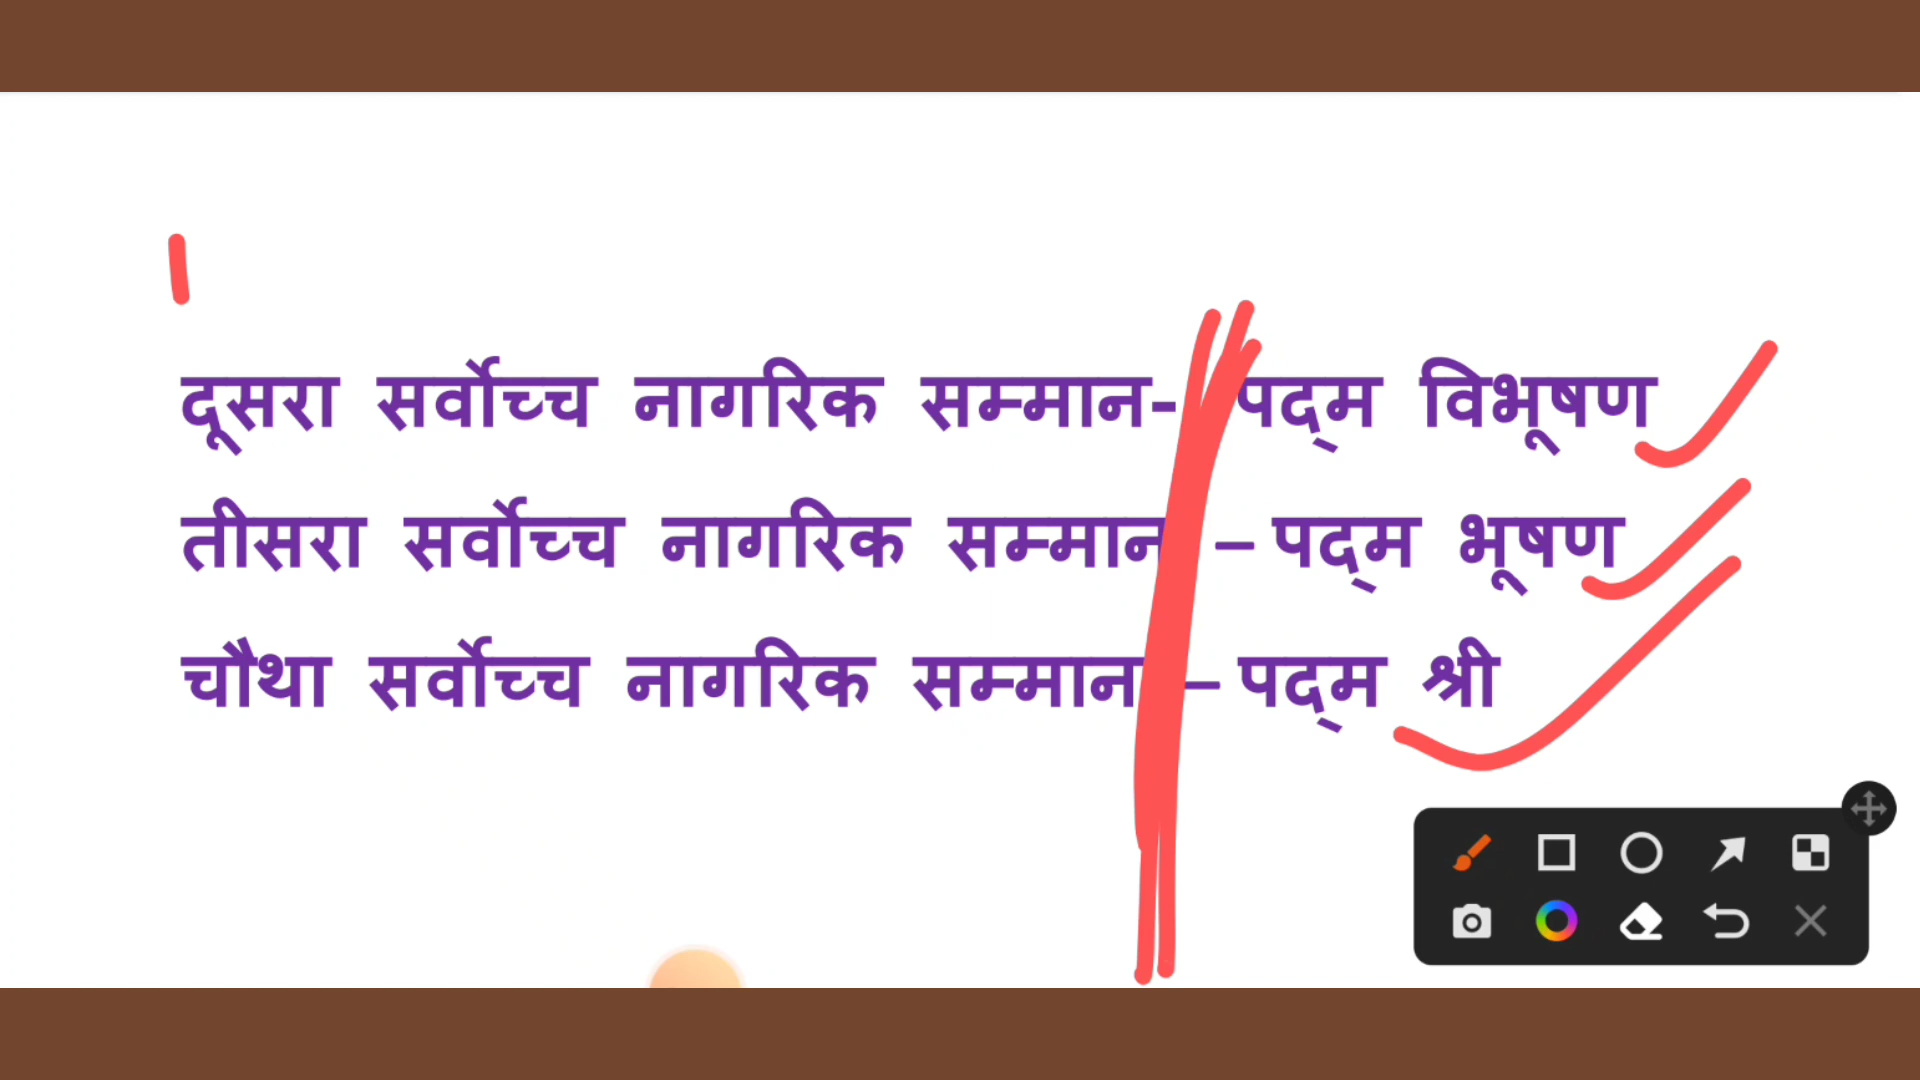 दूसरा सर्वोच्च नागरिक सम्मान- पद्म विभूषण
तीसरा सर्वोच्च नागरिक सम्मान – पद्म भूषण
चौथा सर्वोच्च नागरिक सम्मान – पद्म श्री